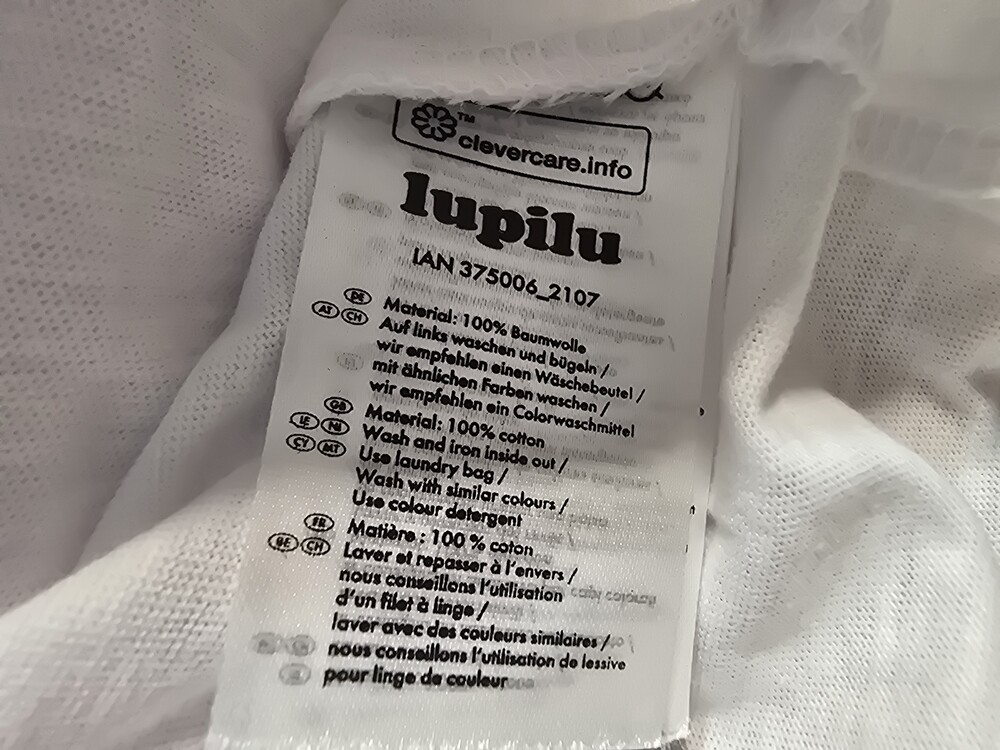 TM
clevercare.info
lupilu
IAN 375006_2107
DE
AT CH
Material: 100% Baumwolle
Auf links waschen und bügeln /
wir empfehlen einen Wäschebeutel /
mit ähnlichen Farben waschen /
wir empfehlen ein Colorwaschmittel
GB
IE NI
CY MT
Material: 100% cotton
Wash and iron inside out /
Use laundry bag /
Wash with similar colours /
Use colour detergent
FR
BE CH
Matière : 100 % coton
Laver et repasser à l'envers /
nous conseillons l'utilisation
d'un filet à linge /
laver avec des couleurs similaires /
nous conseillons l'utilisation de lessive
pour linge de couleur